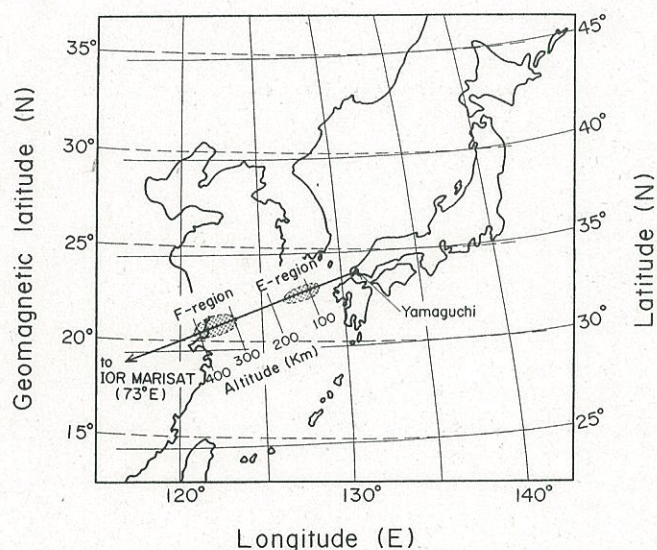 Geomagnetic latitude (N)
35°
30°
25°
20°
15°
45°
40°
35°
30°
25°
Latitude (N)
F-region
E-region
Yamaguchi
100
200
300
400
Altitude (Km)
to
IOR MARISAT
(73°E)
120°
130°
140°
Longitude (E)